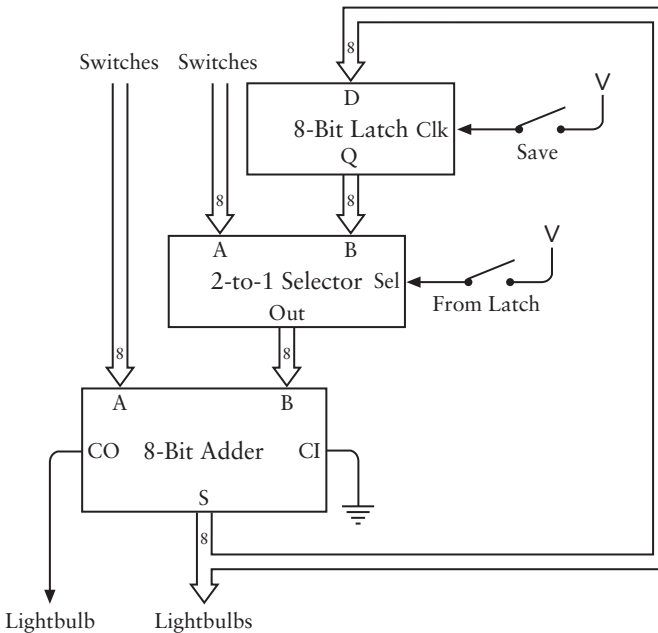 8
Switches Switches
D
8-Bit Latch Clk
V
Q
Save
8
8
A B
V
2-to-1 Selector Sel
Out
From Latch
8
8
A B
CO 8-Bit Adder CI
S
8
Lightbulb Lightbulbs